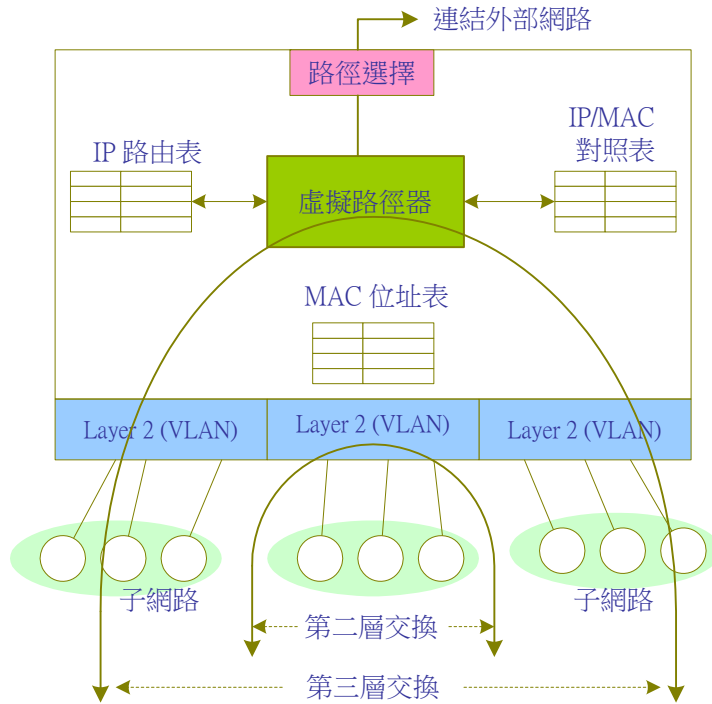 連結外部網路
路徑選擇
IP 路由表
IP/MAC
對照表
虛擬路徑器
MAC 位址表
Layer 2 (VLAN)
Layer 2 (VLAN)
Layer 2 (VLAN)
子網路
子網路
第二層交換
第三層交換